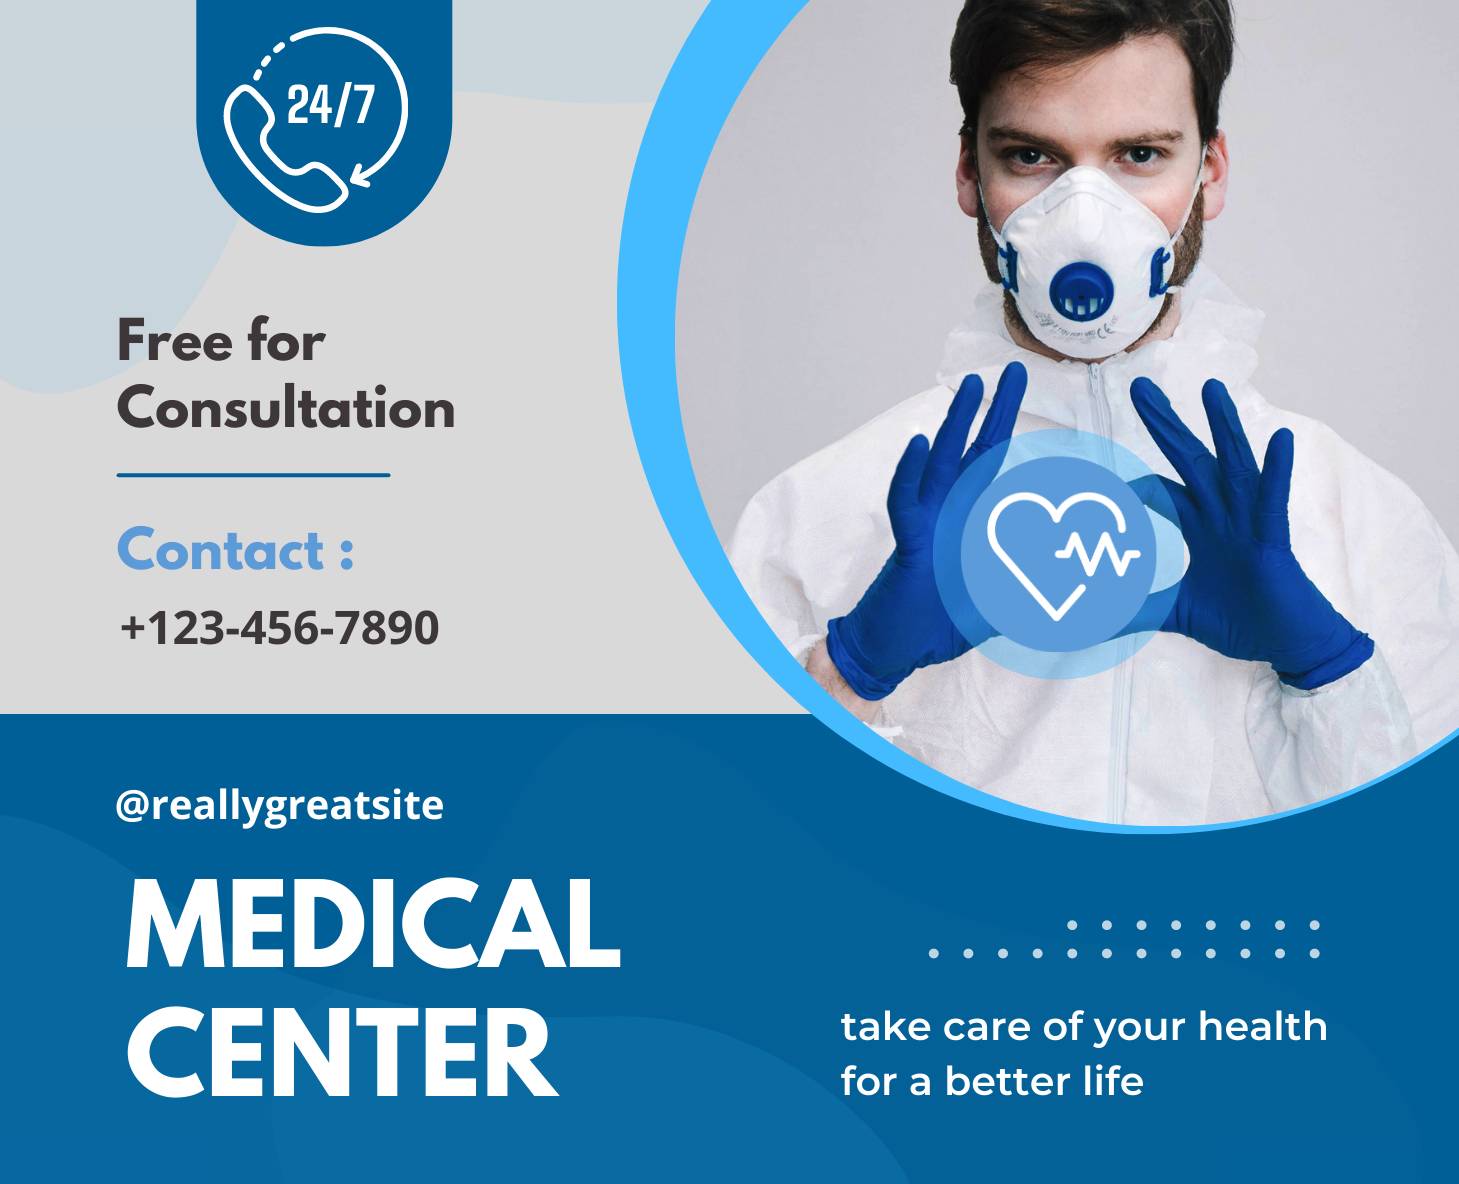 24/7
Free for
Consultation
Contact :
+123-456-7890
@reallygreatsite
MEDICAL
CENTER
take care of your health
for a better life